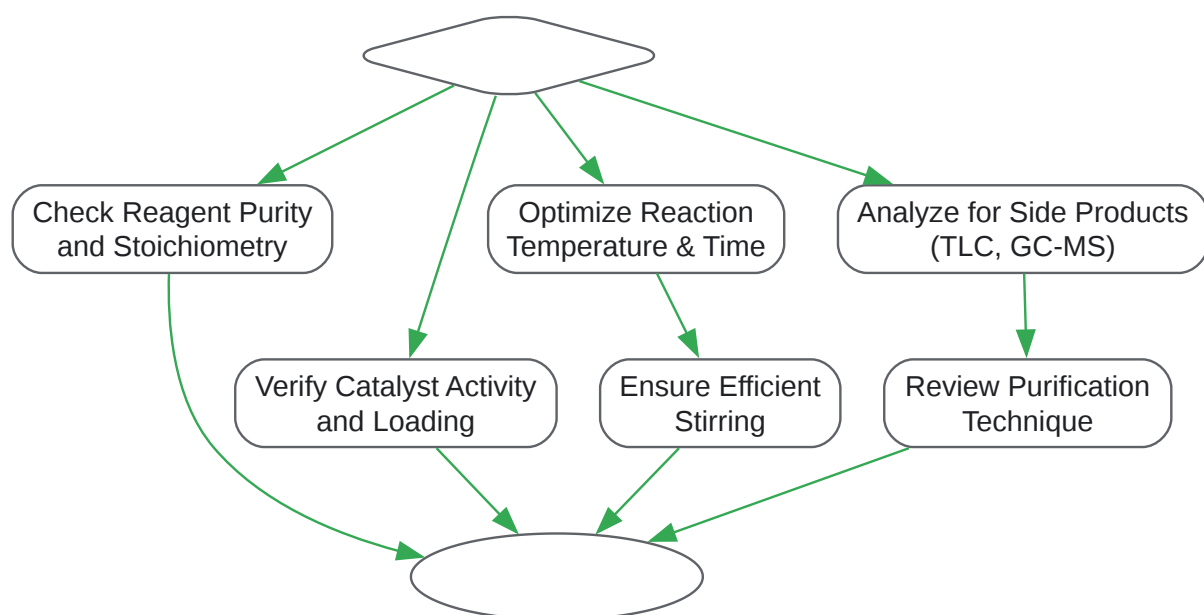 Check Reagent Purity
and Stoichiometry
Optimize Reaction
Temperature & Time
Analyze for Side Products
(TLC, GC-MS)
Verify Catalyst Activity
and Loading
Ensure Efficient
Stirring
Review Purification
Technique